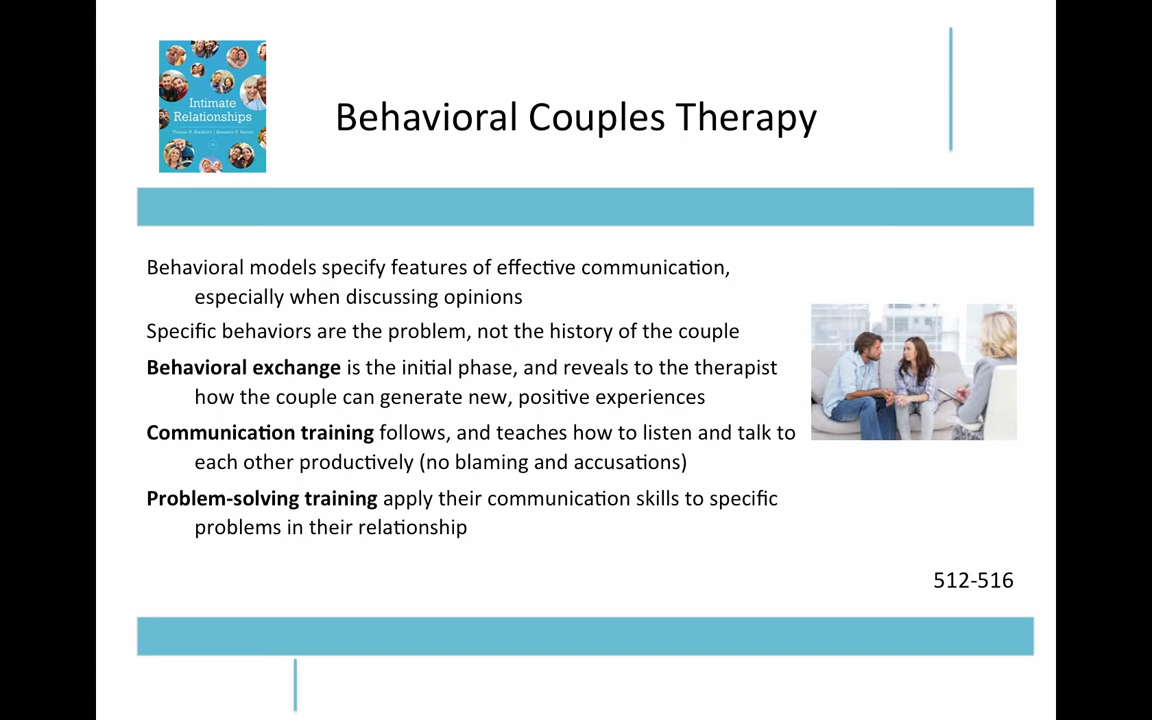 Intimate
Relationships
Behavioral Couples Therapy
Behavioral models specify features of effective communication,
especially when discussing opinions
Specific behaviors are the problem, not the history of the couple
Behavioral exchange is the initial phase, and reveals to the therapist
how the couple can generate new, positive experiences
Communication training follows, and teaches how to listen and talk to
each other productively (no blaming and accusations)
Problem-solving training apply their communication skills to specific
problems in their relationship
512-516